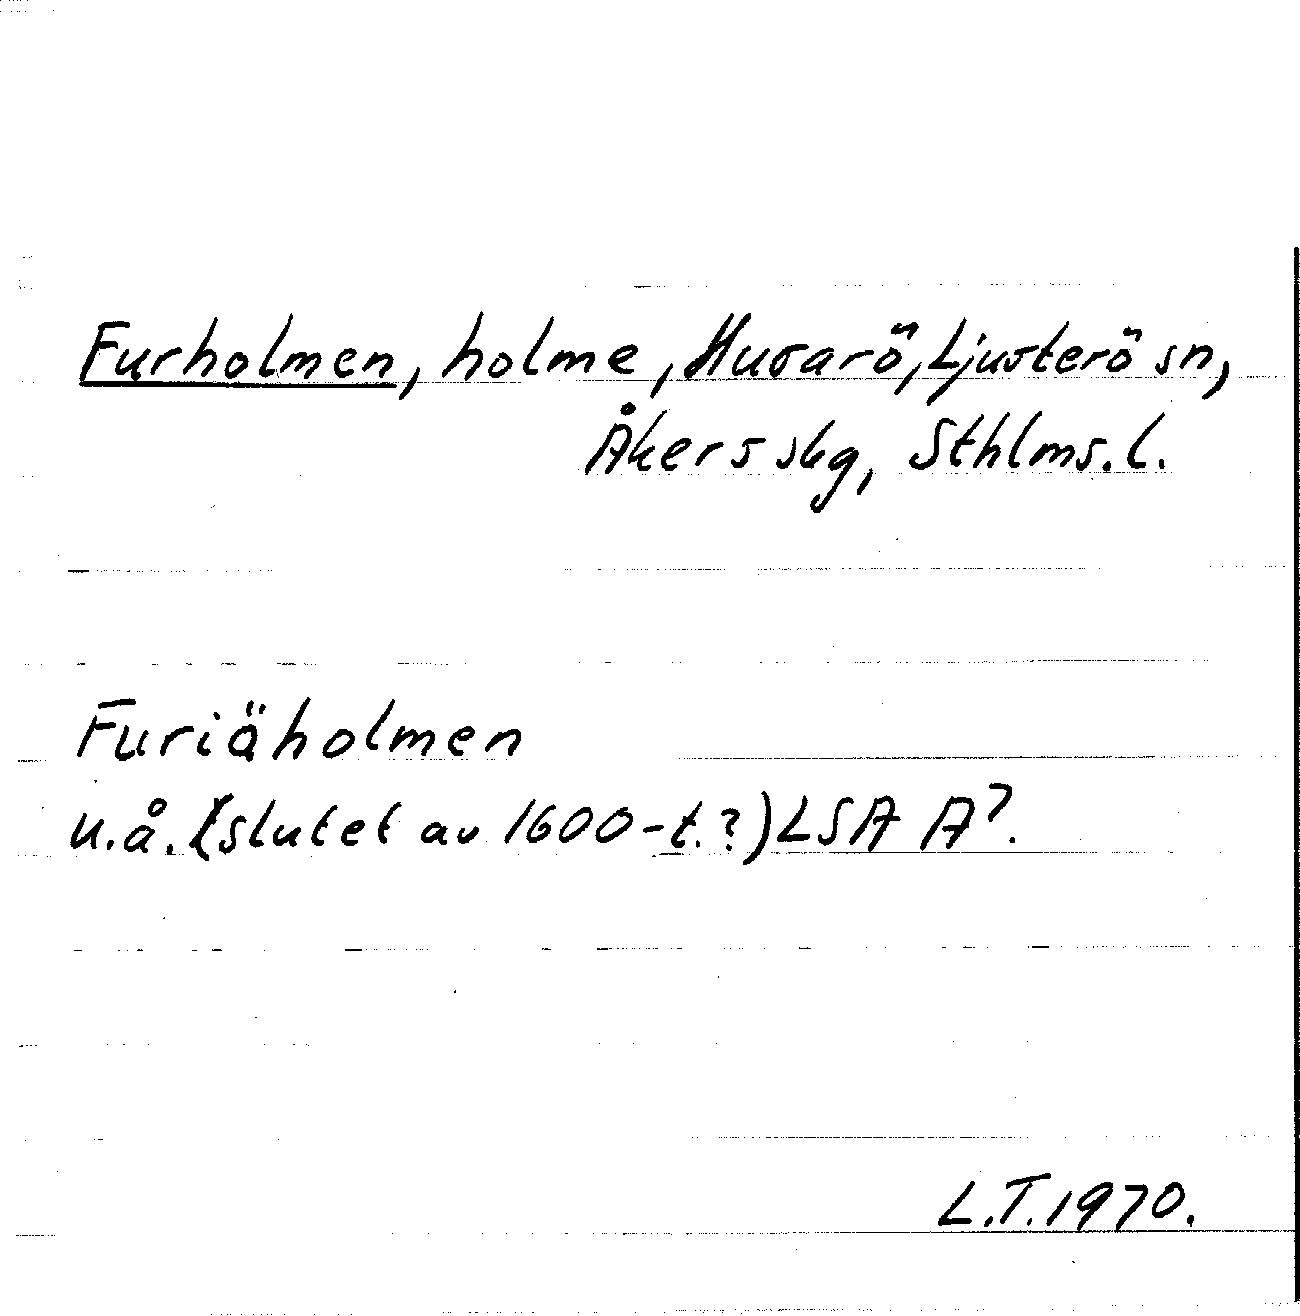 Furholmen, holme, Husarö, Ljusterö sn,
Åkers skg, Sthlms. l.
Furiäholmen
u.å. (slutet av 1600-t.?) LSA A7.
L.T. 1970.